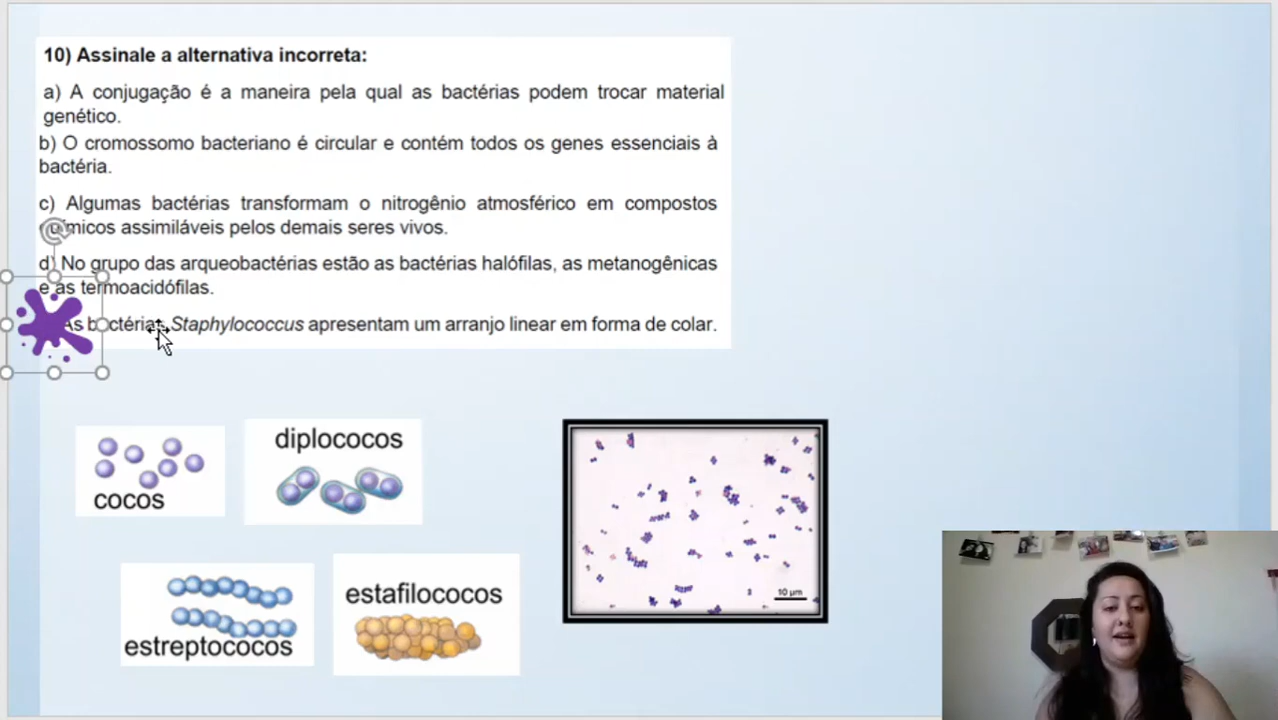 10) Assinale a alternativa incorreta:
a) A conjugação é a maneira pela qual as bactérias podem trocar material
genético.
b) O cromossomo bacteriano é circular e contém todos os genes essenciais à
bactéria.
c) Algumas bactérias transformam o nitrogênio atmosférico em compostos
químicos assimiláveis pelos demais seres vivos.
d) No grupo das arqueobactérias estão as bactérias halófilas, as metanogênicas
e as termoacidófilas.
As bactérias Staphylococcus apresentam um arranjo linear em forma de colar.
cocos
diplococos
estreptococos
estafilococos
10 µm